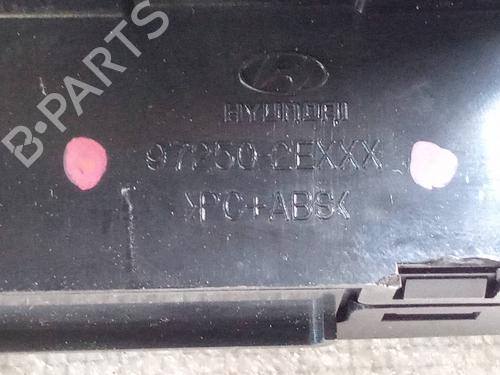 B-PARTS
HYUNDAI
97250-2EXXX
>PC+ABS<